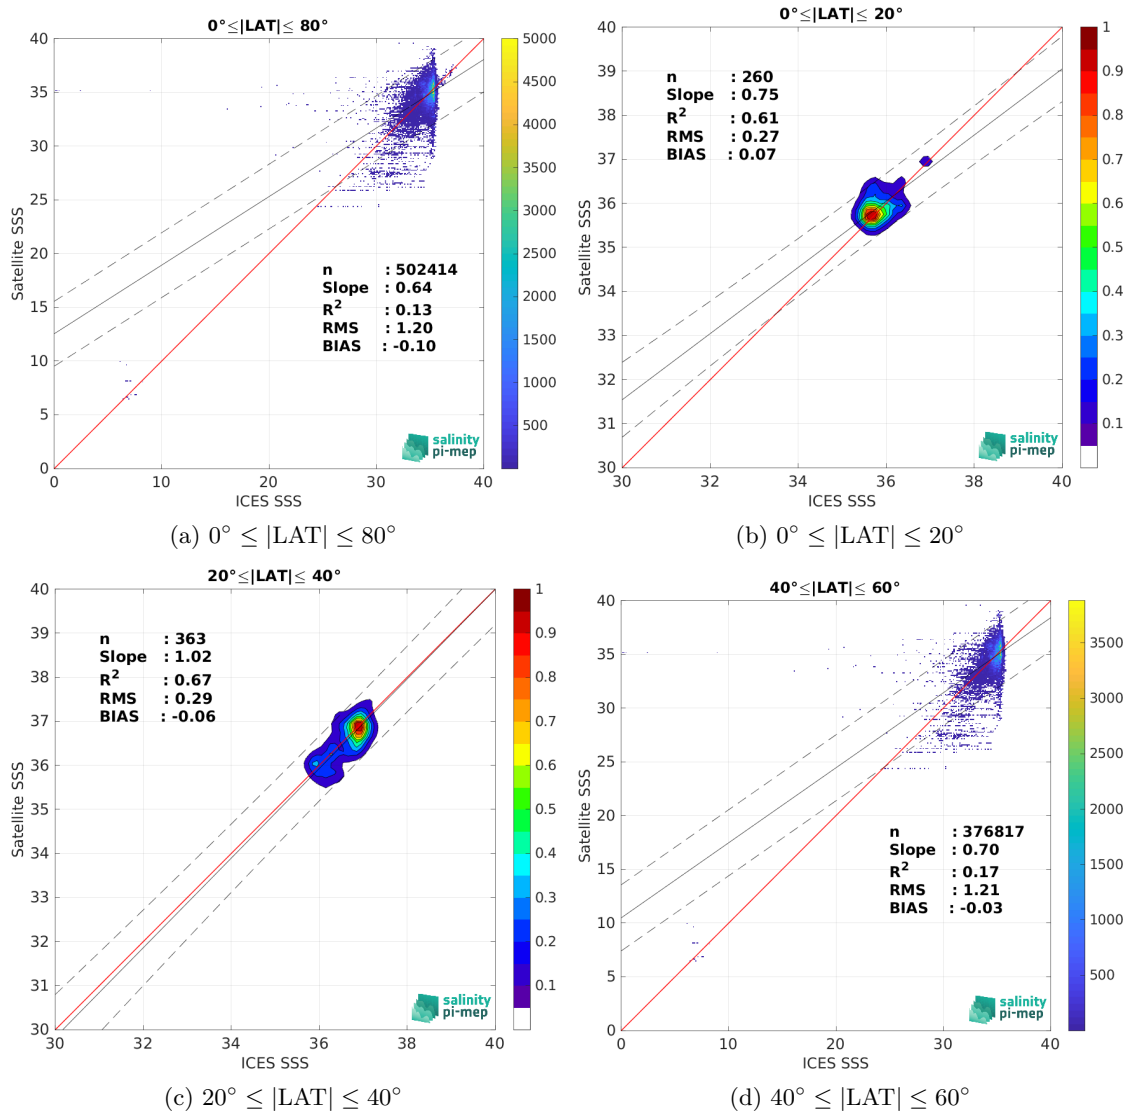 0°≤|LAT|≤ 80°
40
35
30
25
20
15
10
5
0
Satellite SSS
n : 502414
Slope : 0.64
R² : 0.13
RMS : 1.20
BIAS : -0.10
salinity
pi-mep
0 10 20 30 40
ICES SSS
5000
4500
4000
3500
3000
2500
2000
1500
1000
500
(a) 0° ≤ |LAT| ≤ 80°
0°≤|LAT|≤ 20°
40
39
38
37
36
35
34
33
32
31
30
Satellite SSS
n : 260
Slope : 0.75
R² : 0.61
RMS : 0.27
BIAS : 0.07
salinity
pi-mep
30 32 34 36 38 40
ICES SSS
1
0.9
0.8
0.7
0.6
0.5
0.4
0.3
0.2
0.1
(b) 0° ≤ |LAT| ≤ 20°
20°≤|LAT|≤ 40°
40
39
38
37
36
35
34
33
32
31
30
Satellite SSS
n : 363
Slope : 1.02
R² : 0.67
RMS : 0.29
BIAS : -0.06
salinity
pi-mep
30 32 34 36 38 40
ICES SSS
1
0.9
0.8
0.7
0.6
0.5
0.4
0.3
0.2
0.1
(c) 20° ≤ |LAT| ≤ 40°
40°≤|LAT|≤ 60°
40
35
30
25
20
15
10
5
0
Satellite SSS
n : 376817
Slope : 0.70
R² : 0.17
RMS : 1.21
BIAS : -0.03
salinity
pi-mep
0 10 20 30 40
ICES SSS
3500
3000
2500
2000
1500
1000
500
(d) 40° ≤ |LAT| ≤ 60°